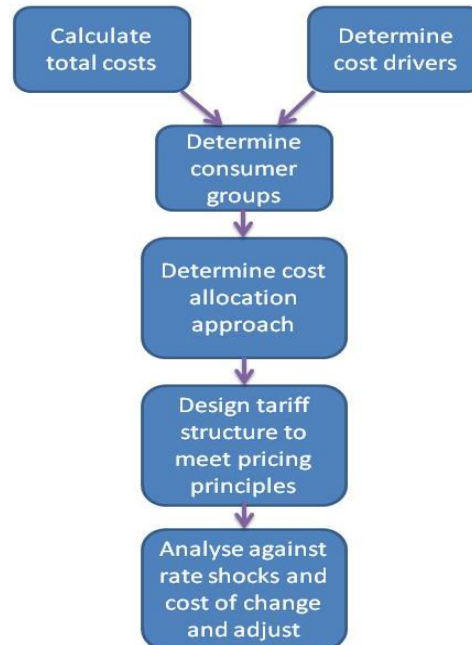 Calculate
total costs
Determine
cost drivers
Determine
consumer
groups
Determine cost
allocation
approach
Design tariff
structure to
meet pricing
principles
Analyse against
rate shocks and
cost of change
and adjust